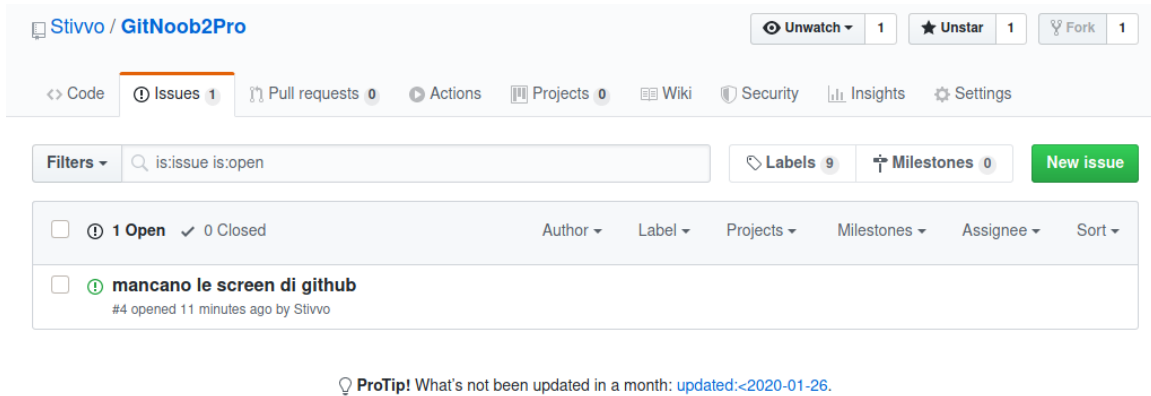 Stivvo / GitNoob2Pro Unwatch 1 Unstar 1 Fork 1
Code Issues 1 Pull requests 0 Actions Projects 0 Wiki Security Insights Settings
Filters is:issue is:open Labels 9 Milestones 0 New issue
1 Open 0 Closed Author Label Projects Milestones Assignee Sort
mancano le screen di github
#4 opened 11 minutes ago by Stivvo
ProTip! What's not been updated in a month: updated:<2020-01-26.